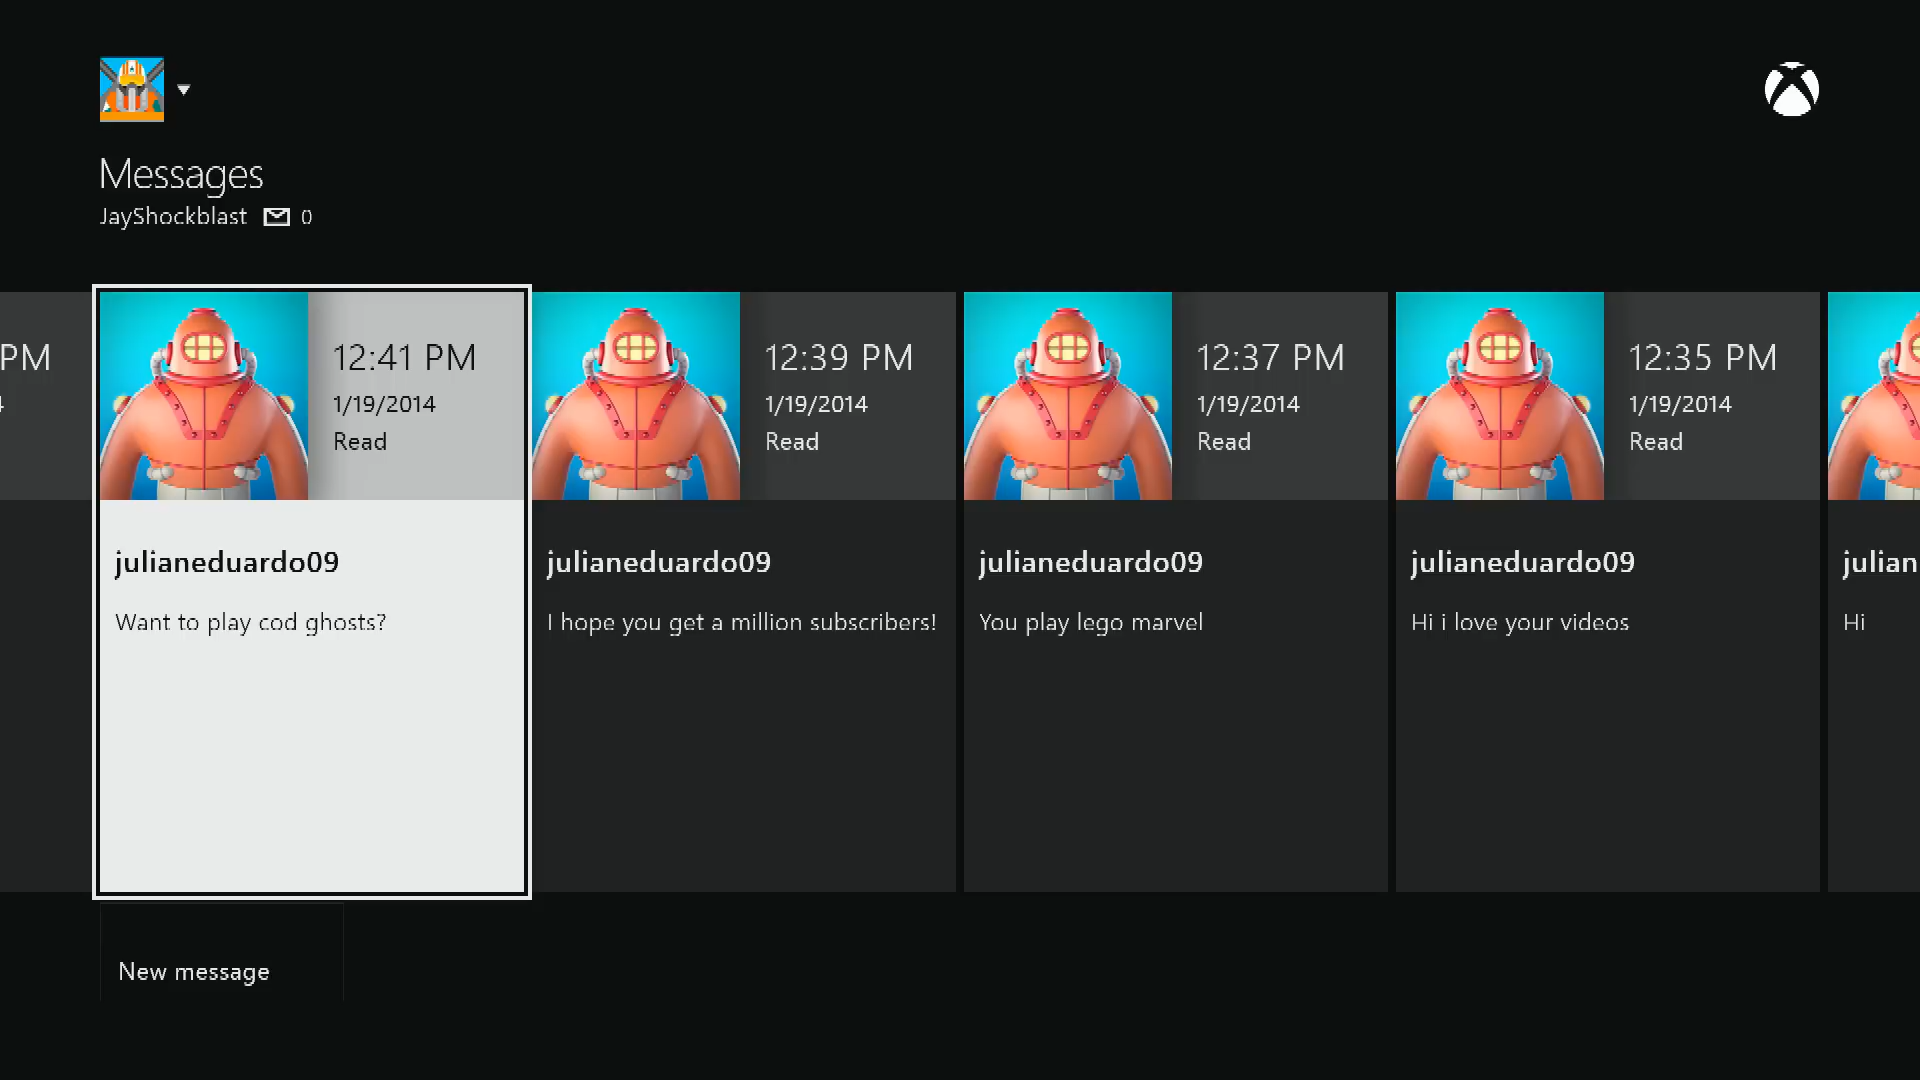 Messages
JayShockblast 0
PM
12:41 PM
1/19/2014
Read
julianeduardo09
Want to play cod ghosts?
12:39 PM
1/19/2014
Read
julianeduardo09
I hope you get a million subscribers!
12:37 PM
1/19/2014
Read
julianeduardo09
You play lego marvel
12:35 PM
1/19/2014
Read
julianeduardo09
Hi i love your videos
julian
Hi
New message